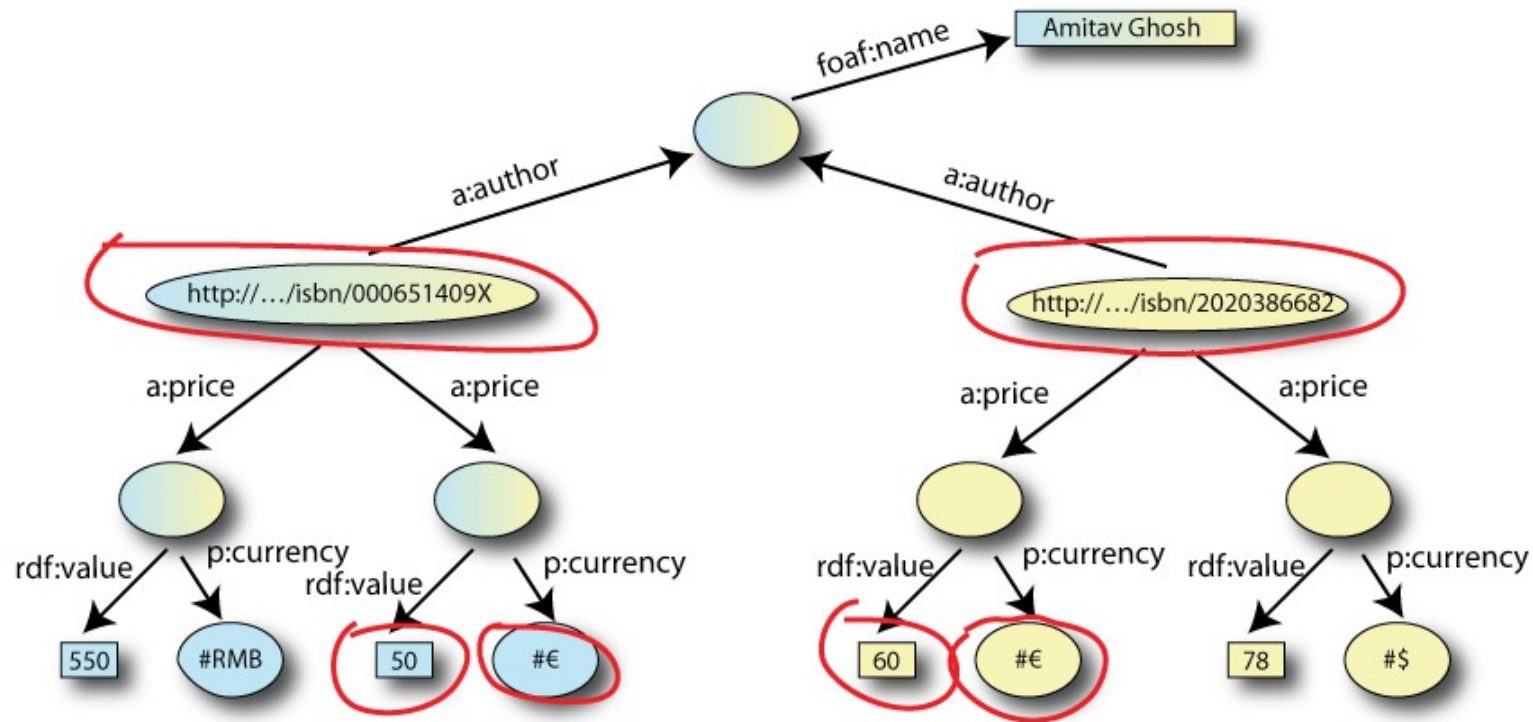 Amitav Ghosh
foaf:name
a:author
a:author
http://…/isbn/000651409X
http://…/isbn/2020386682
a:price
a:price
a:price
a:price
rdf:value
p:currency
rdf:value
p:currency
rdf:value
p:currency
rdf:value
p:currency
550
#RMB
50
#€
60
#€
78
#$